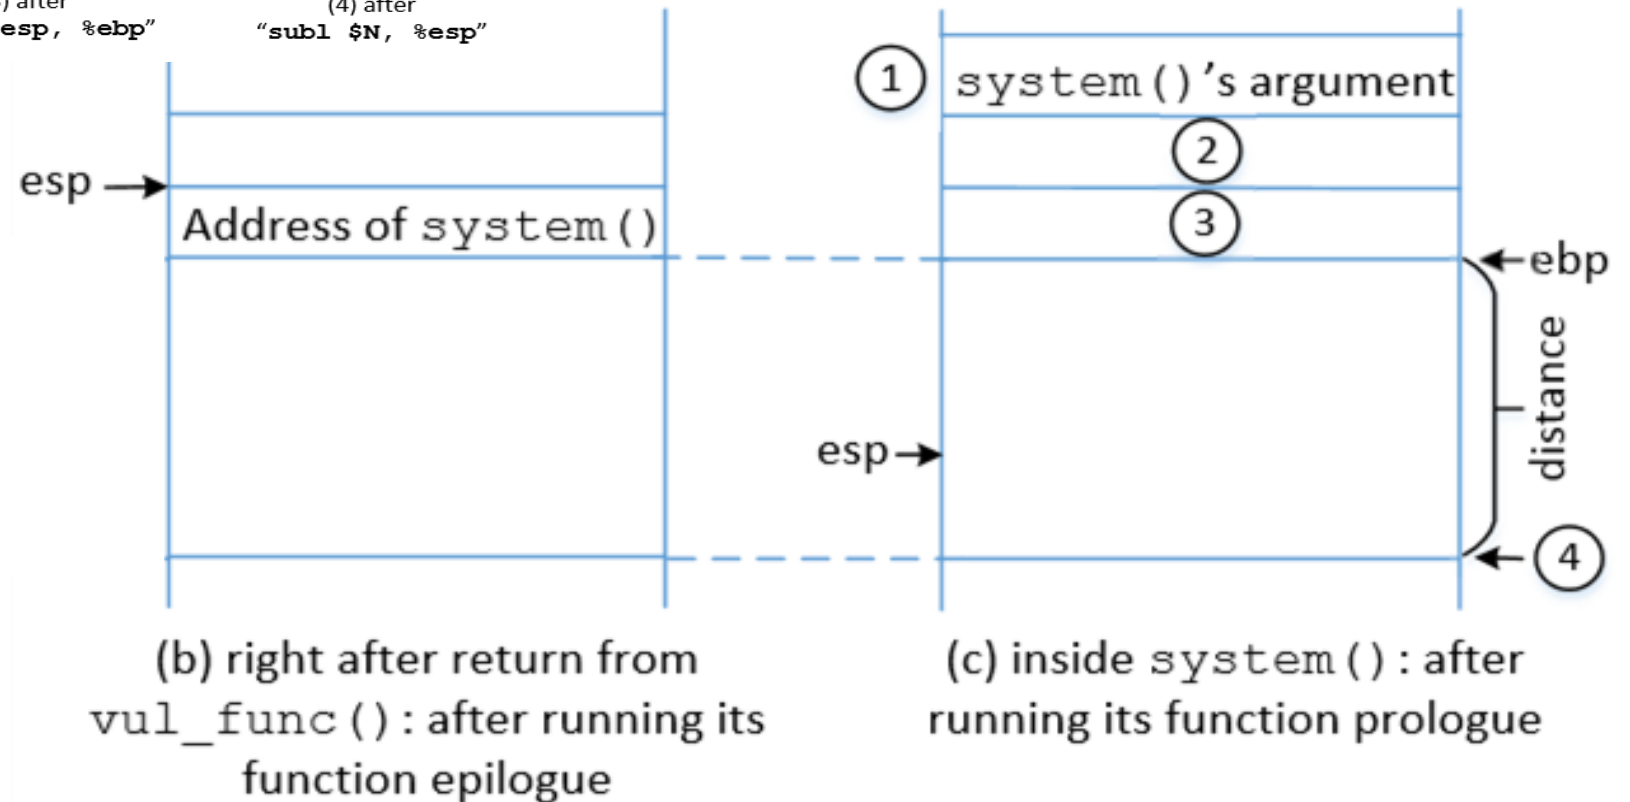 ) after
esp, %ebp”
(4) after
“subl $N, %esp”
esp
Address of system()
(b) right after return from
vul_func(): after running its
function epilogue
1
system()’s argument
2
3
ebp
distance
esp
4
(c) inside system(): after
running its function prologue